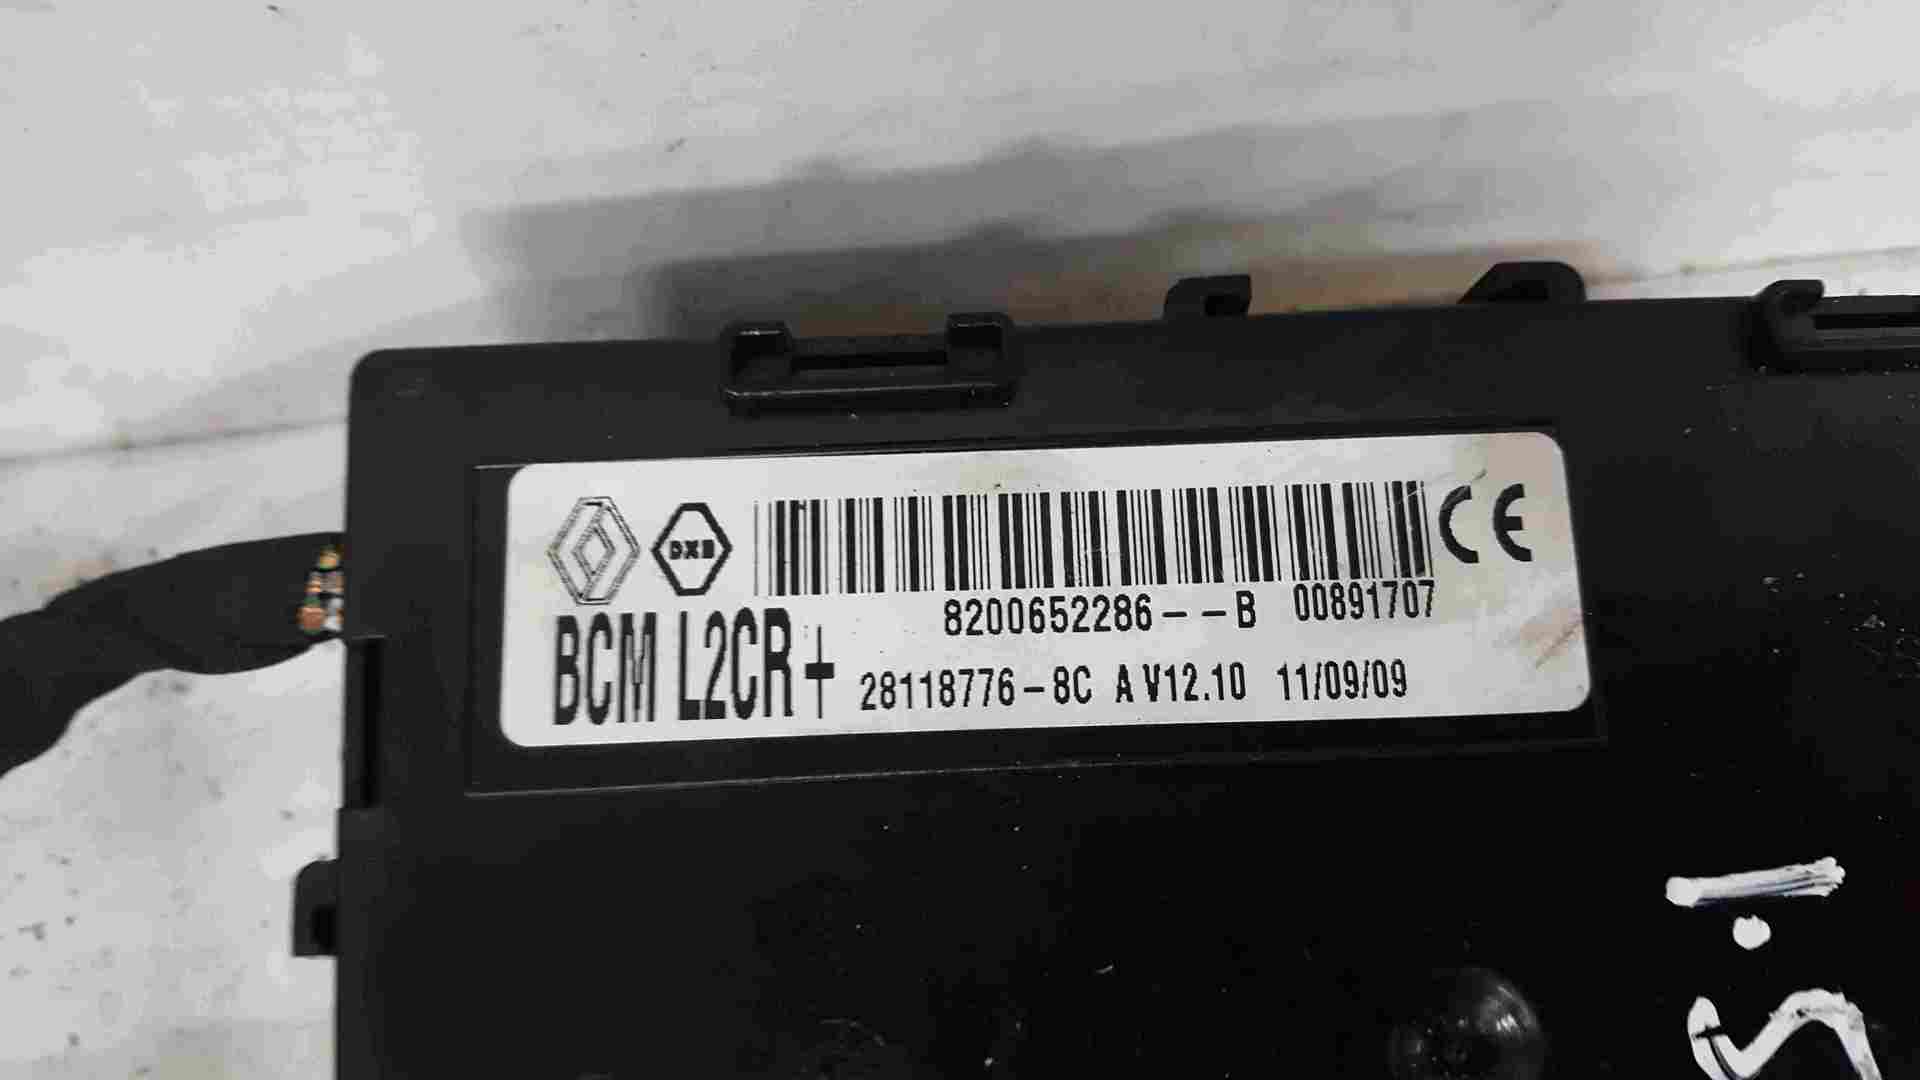 DXB
8200652286--B 00891707
BCM L2CR+ 28118776-8C A V12.10 11/09/09
CE